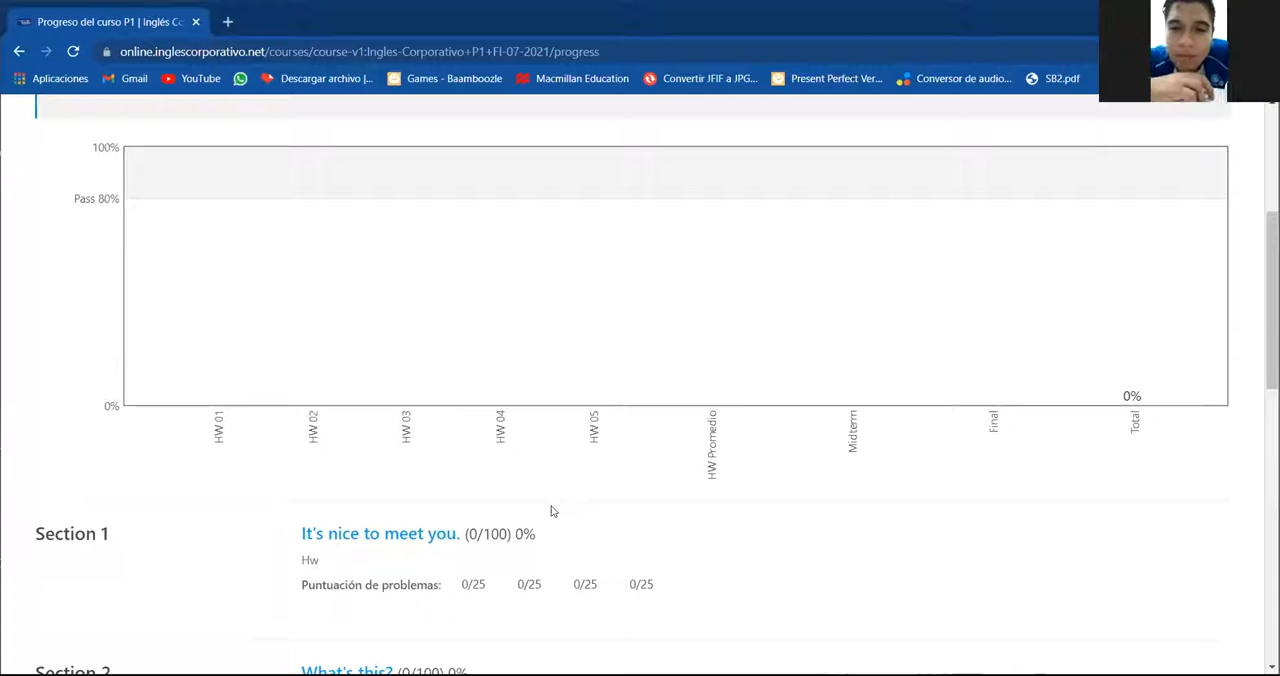 Progreso del curso P1 | Inglés Co
online.inglescorporativo.net/courses/course-v1:Ingles-Corporativo+P1+FI-07-2021/progress
Aplicaciones Gmail YouTube Descargar archivo |... Games - Baamboozle Macmillan Education Convertir JFIF a JPG... Present Perfect Ver... Conversor de audio... SB2.pdf
100%
Pass 80%
0%
0%
HW 01 HW 02 HW 03 HW 04 HW 05 HW Promedio Midterm Final Total
Section 1 It's nice to meet you. (0/100) 0%
Hw
Puntuación de problemas: 0/25 0/25 0/25 0/25
Section 2 What's this? (0/100) 0%